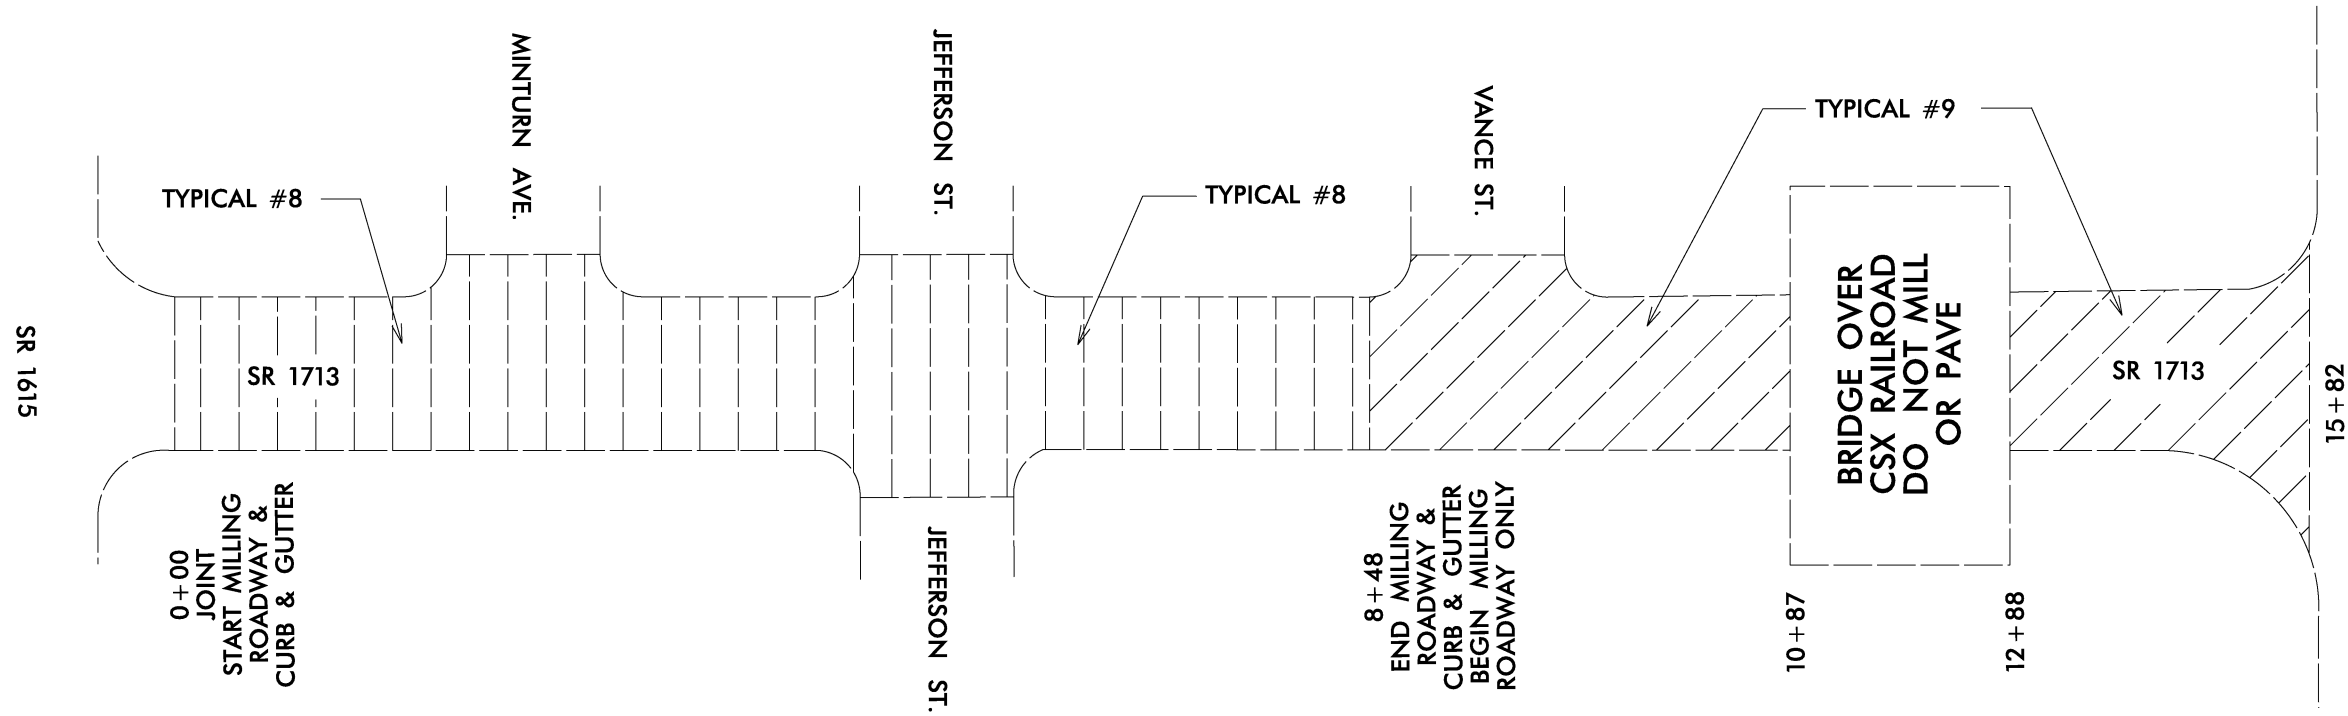 SR 1615
TYPICAL #8
SR 1713
0+00
JOINT
START MILLING
ROADWAY &
CURB & GUTTER
MINTURN AVE.
JEFFERSON ST.
JEFFERSON ST.
TYPICAL #8
VANCE ST.
8+48
END MILLING
ROADWAY &
CURB & GUTTER
BEGIN MILLING
ROADWAY ONLY
TYPICAL #9
BRIDGE OVER
CSX RAILROAD
DO NOT MILL
OR PAVE
10+87
12+88
SR 1713
15+82